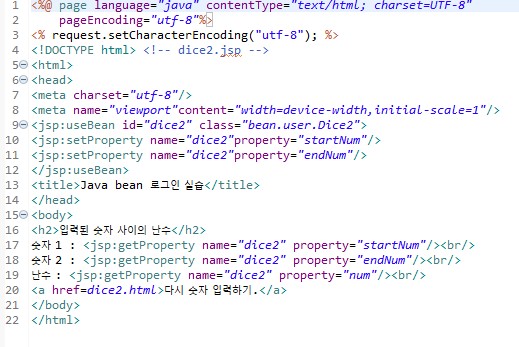 1 <%@ page language="java" contentType="text/html; charset=UTF-8"
2 pageEncoding="utf-8"%>
3 <% request.setCharacterEncoding("utf-8"); %>
4 <!DOCTYPE html> <!-- dice2.jsp -->
5 <html>
6 <head>
7 <meta charset="utf-8"/>
8 <meta name="viewport"content="width=device-width,initial-scale=1"/>
9 <jsp:useBean id="dice2" class="bean.user.Dice2">
10 <jsp:setProperty name="dice2"property="startNum"/>
11 <jsp:setProperty name="dice2"property="endNum"/>
12 </jsp:useBean>
13 <title>Java bean 로그인 실습</title>
14 </head>
15 <body>
16 <h2>입력된 숫자 사이의 난수</h2>
17 숫자 1 : <jsp:getProperty name="dice2" property="startNum"/><br/>
18 숫자 2 : <jsp:getProperty name="dice2" property="endNum"/><br/>
19 난수 : <jsp:getProperty name="dice2" property="num"/><br/>
20 <a href=dice2.html>다시 숫자 입력하기.</a>
21 </body>
22 </html>